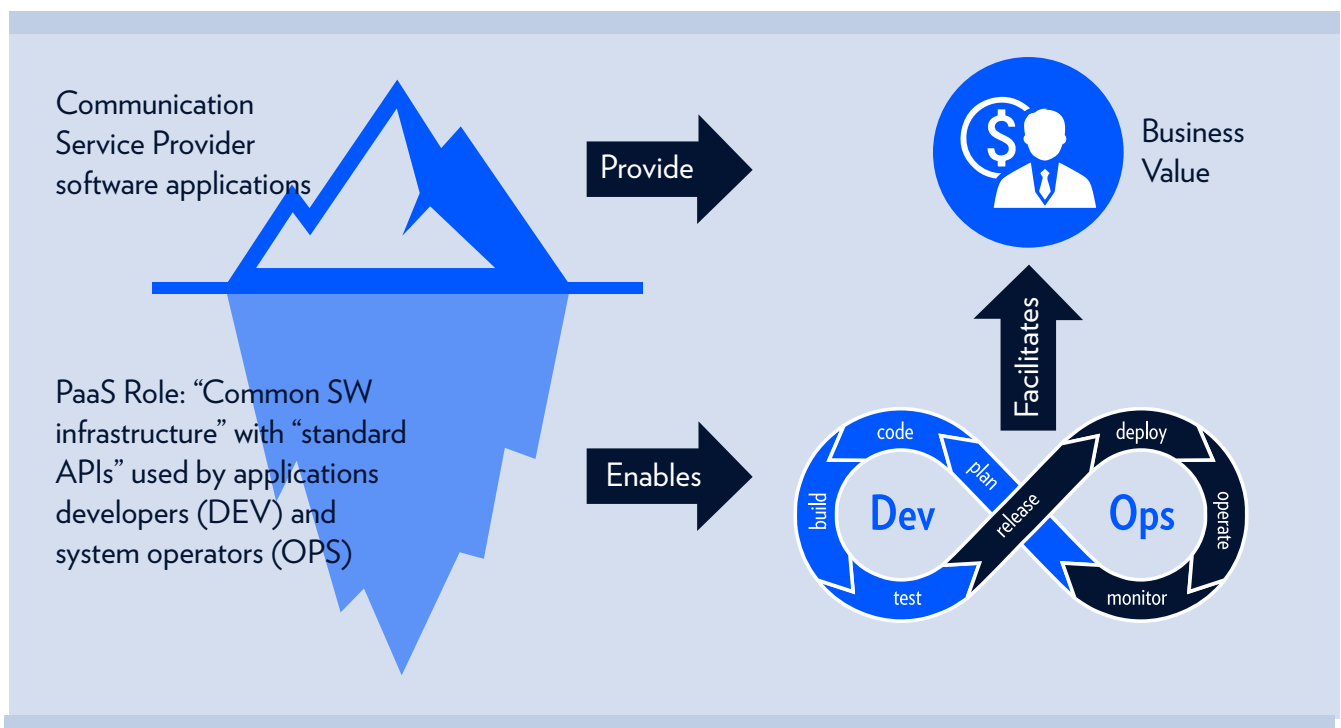 Communication
Service Provider
software applications
Provide
Business
Value
Facilitates
PaaS Role: “Common SW
infrastructure” with “standard
APIs” used by applications
developers (DEV) and
system operators (OPS)
Enables
code
plan
build
Dev
test
release
deploy
Ops
operate
monitor